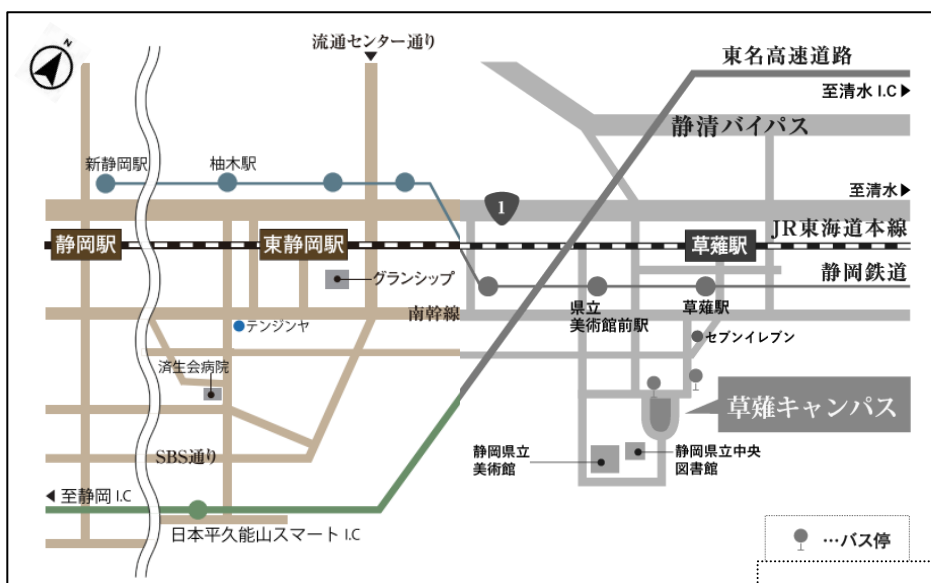 N
流通センター通り
東名高速道路
至清水 I.C
静清バイパス
新静岡駅
柚木駅
至清水
1
JR東海道本線
静岡駅
東静岡駅
草薙駅
グランシップ
静岡鉄道
南幹線
県立
美術館前駅
草薙駅
テンジンヤ
セブンイレブン
済生会病院
草薙キャンパス
SBS通り
静岡県立
美術館
静岡県立中央
図書館
至静岡 I.C
日本平久能山スマート I.C
…バス停